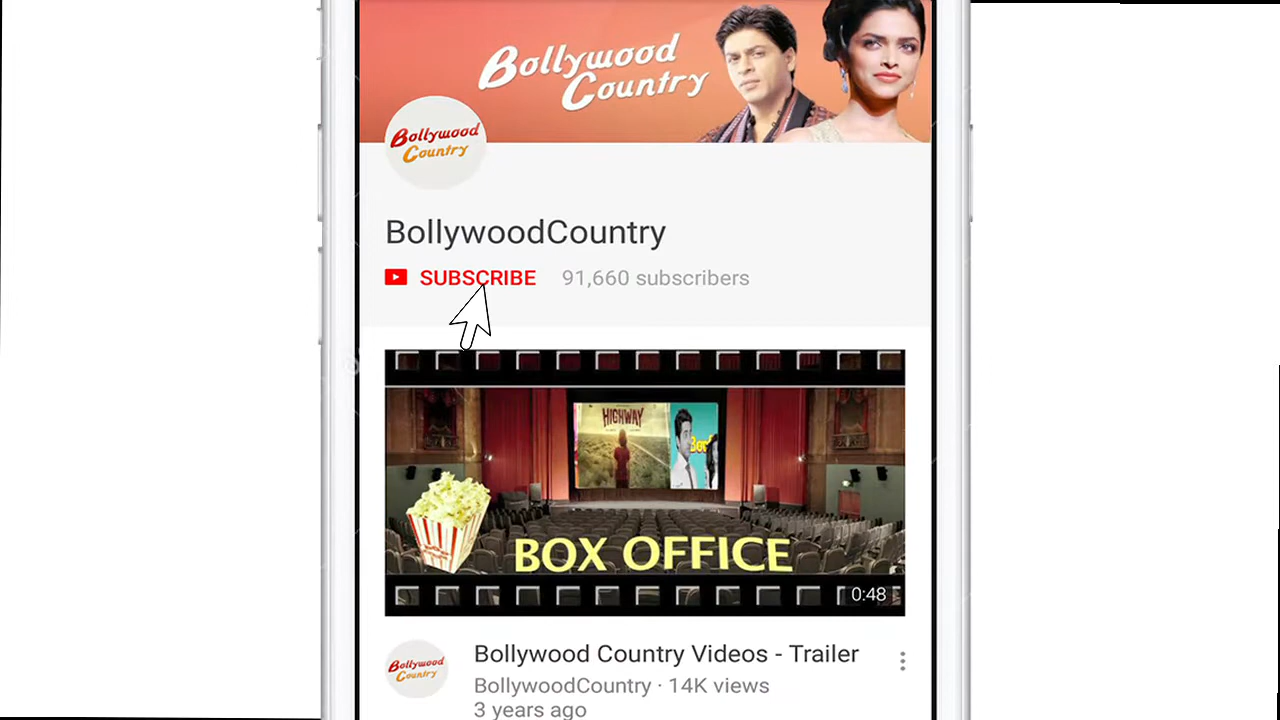 Bollywood
Country
Bollywood
Country
BollywoodCountry
SUBSCRIBE 91,660 subscribers
HIGHWAY
BOX OFFICE
0:48
Bollywood Country Videos - Trailer
Bollywood
Country
BollywoodCountry · 14K views
3 years ago